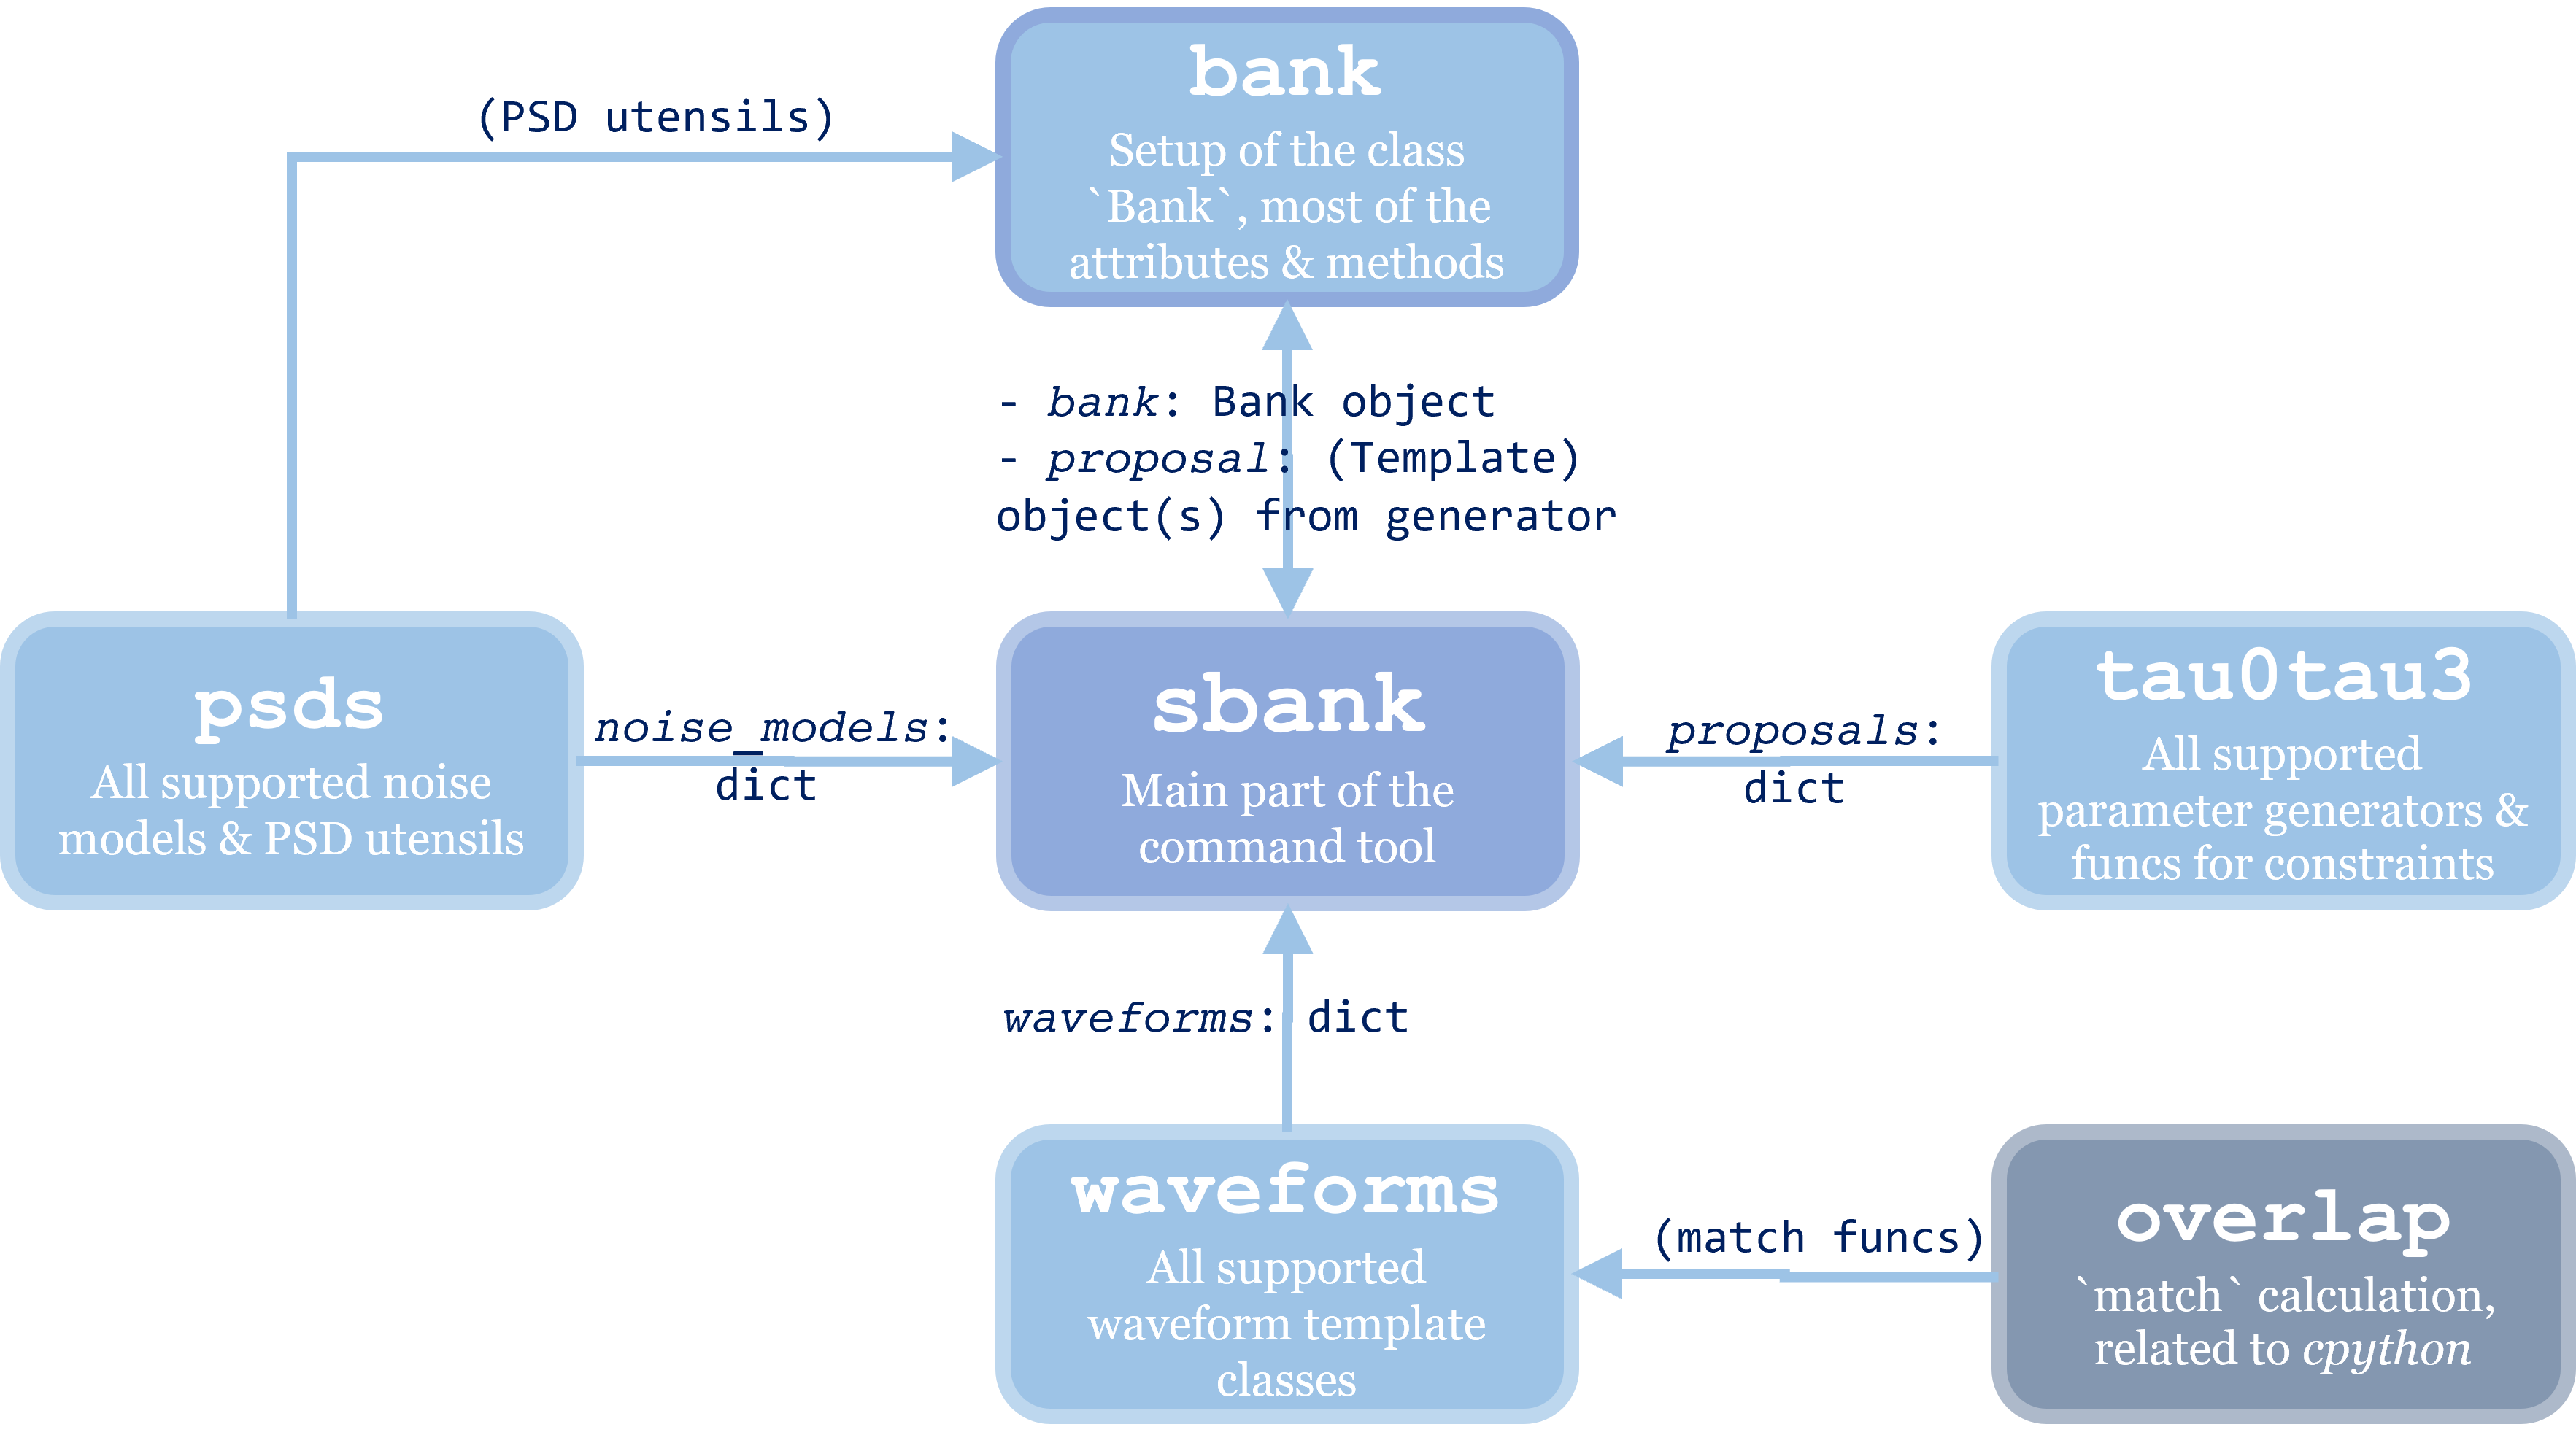 bank
Setup of the class
`Bank`, most of the
attributes & methods
(PSD utensils)
- bank: Bank object
- proposal: (Template)
object(s) from generator
psds
All supported noise
models & PSD utensils
noise_models:
dict
sbank
Main part of the
command tool
proposals:
dict
tau0tau3
All supported
parameter generators &
funcs for constraints
waveforms: dict
waveforms
All supported
waveform template
classes
(match funcs)
overlap
`match` calculation,
related to cpython